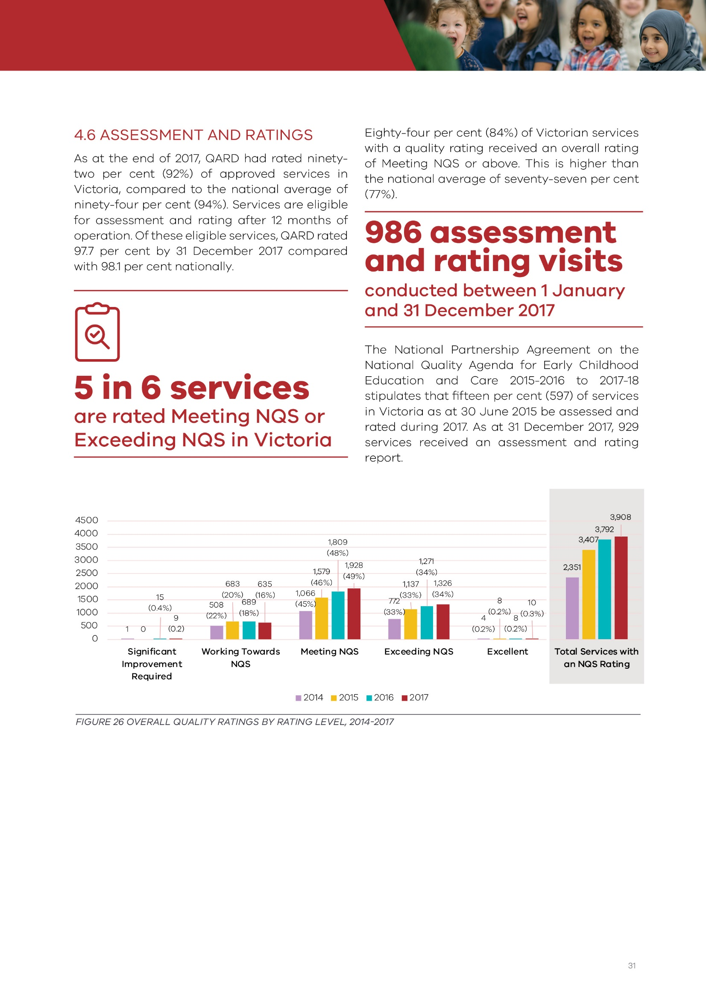 4.6 ASSESSMENT AND RATINGS
As at the end of 2017, QARD had rated ninety-
two per cent (92%) of approved services in
Victoria, compared to the national average of
ninety-four per cent (94%). Services are eligible
for assessment and rating after 12 months of
operation. Of these eligible services, QARD rated
97.7 per cent by 31 December 2017 compared
with 98.1 per cent nationally.
5 in 6 services
are rated Meeting NQS or
Exceeding NQS in Victoria
Eighty-four per cent (84%) of Victorian services
with a quality rating received an overall rating
of Meeting NQS or above. This is higher than
the national average of seventy-seven per cent
(77%).
986 assessment
and rating visits
conducted between 1 January
and 31 December 2017
The National Partnership Agreement on the
National Quality Agenda for Early Childhood
Education and Care 2015-2016 to 2017-18
stipulates that fifteen per cent (597) of services
in Victoria as at 30 June 2015 be assessed and
rated during 2017. As at 31 December 2017, 929
services received an assessment and rating
report.
4500
4000
3500
3000
2500
2000
1500
1000
500
0
1
0
15
(0.4%)
9
(0.2)
508
(22%)
683
(20%)
689
(18%)
635
(16%)
1,066
(45%)
1,579
(46%)
1,809
(48%)
1,928
(49%)
772
(33%)
1,137
(33%)
1,271
(34%)
1,326
(34%)
4
(0.2%)
8
(0.2%)
8
(0.2%)
10
(0.3%)
2,351
3,407
3,792
3,908
Significant
Improvement
Required
Working Towards
NQS
Meeting NQS
Exceeding NQS
Excellent
Total Services with
an NQS Rating
2014 2015 2016 2017
FIGURE 26 OVERALL QUALITY RATINGS BY RATING LEVEL, 2014-2017
31